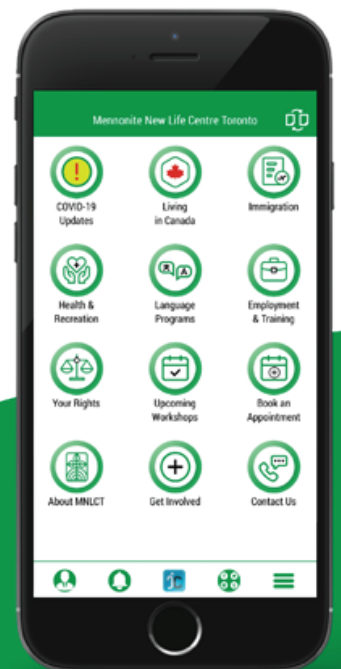 Mennonite New Life Centre Toronto
COVID-19
Updates
Living
in Canada
Immigration
Health &
Recreation
Language
Programs
Employment
& Training
Your Rights
Upcoming
Workshops
Book an
Appointment
About MNLCT
Get Involved
Contact Us